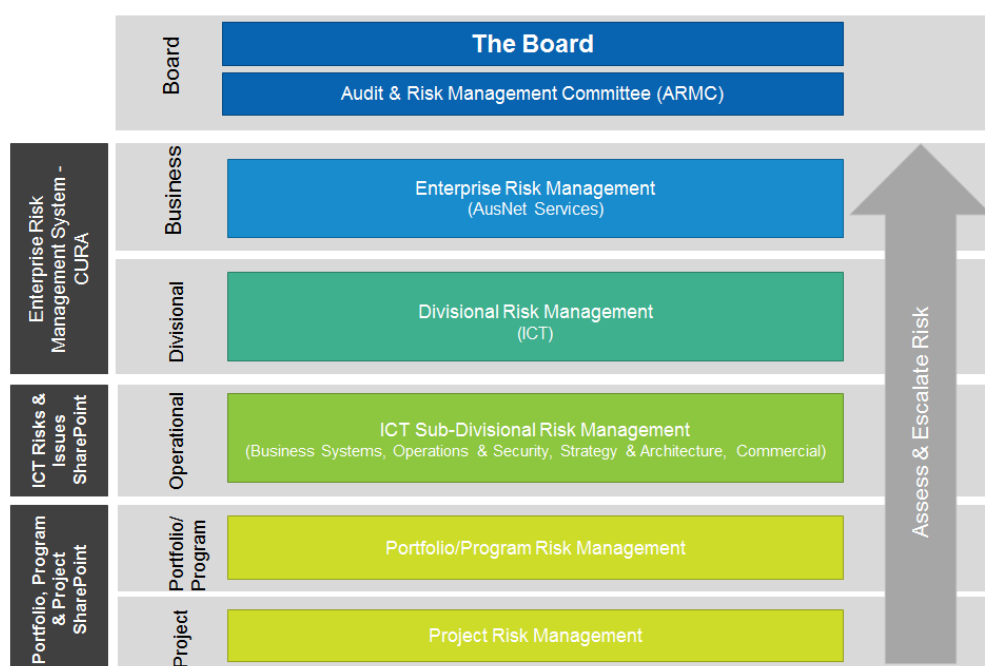 Board
The Board
Audit & Risk Management Committee (ARMC)
Enterprise Risk
Management System -
CURA
Business
Enterprise Risk Management
(AusNet Services)
Divisional
Divisional Risk Management
(ICT)
Assess & Escalate Risk
ICT Risks &
Issues
SharePoint
Operational
ICT Sub-Divisional Risk Management
(Business Systems, Operations & Security, Strategy & Architecture, Commercial)
Portfolio, Program
& Project
SharePoint
Portfolio/
Program
Portfolio/Program Risk Management
Project
Project Risk Management